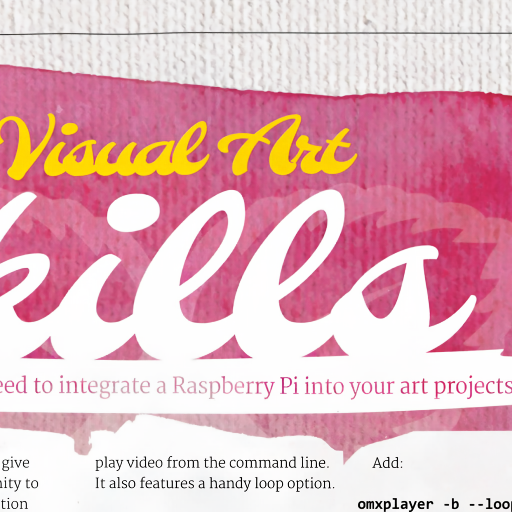 Visual Art
kills
eed to integrate a Raspberry Pi into your art projects
give
ity to
tion
play video from the command line.
It also features a handy loop option.
Add:
omxplayer -b --loop